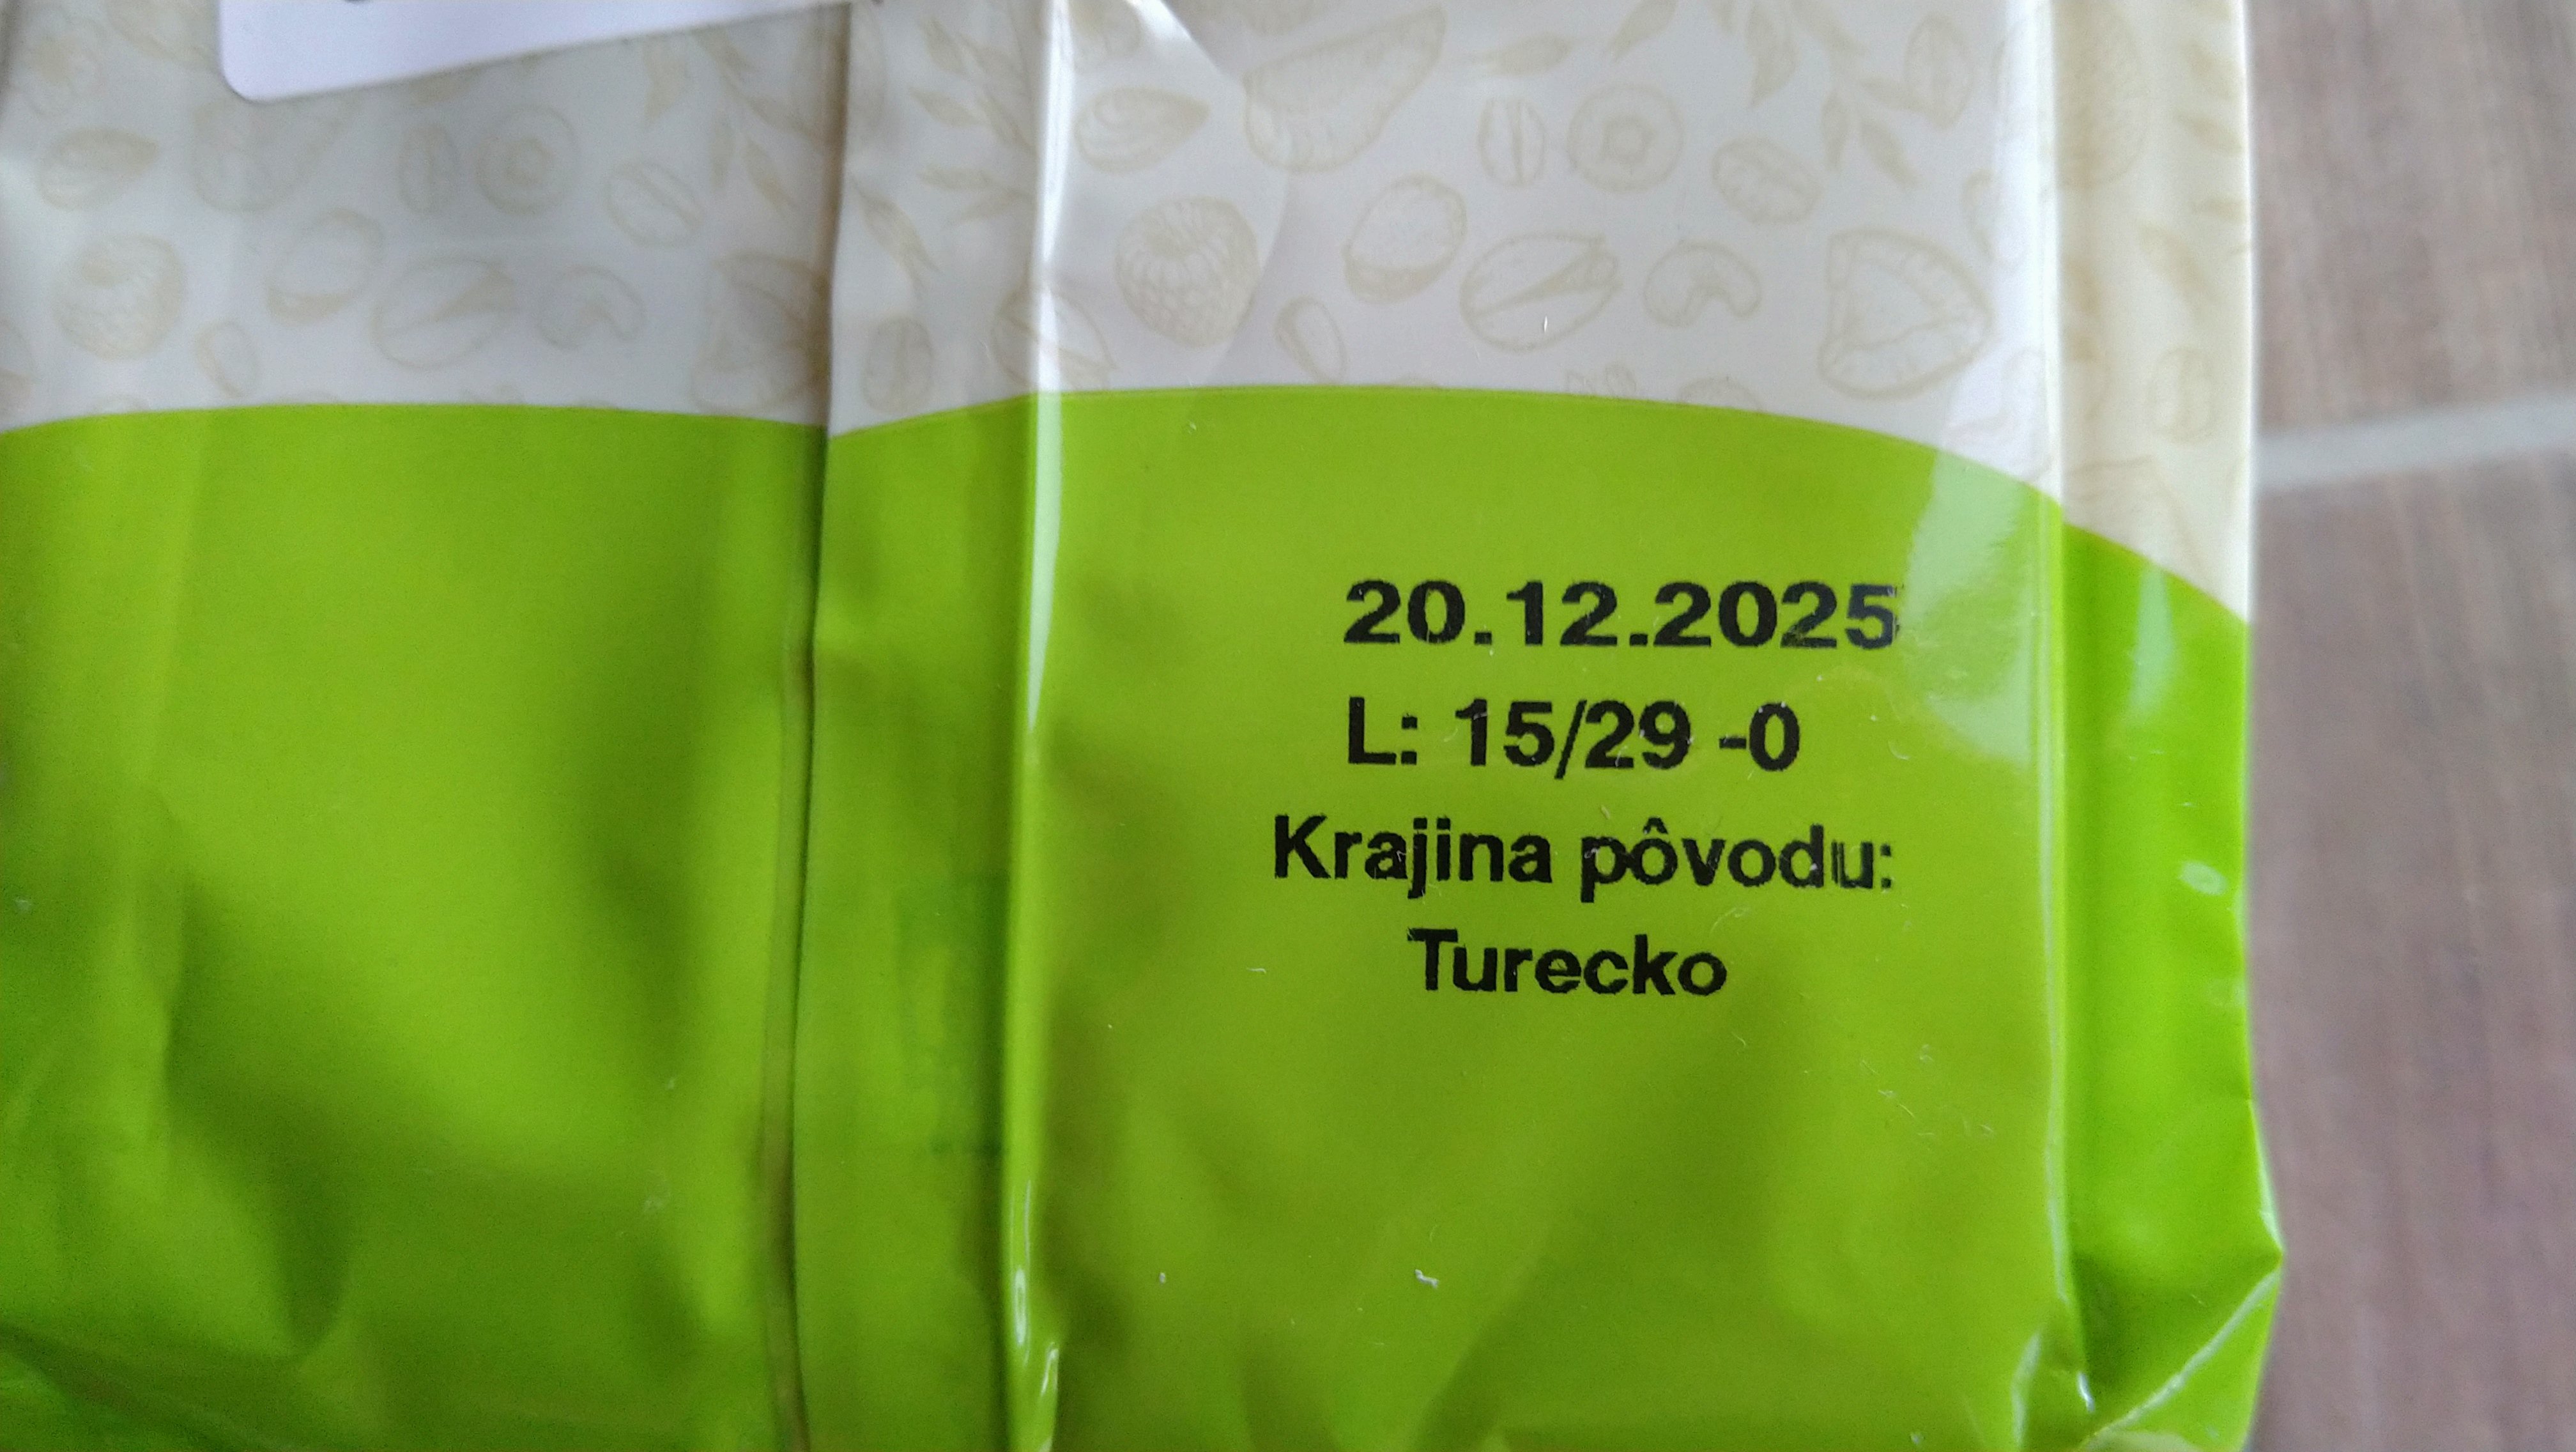 20.12.2025
L: 15/29 -0
Krajina pôvodu:
Turecko